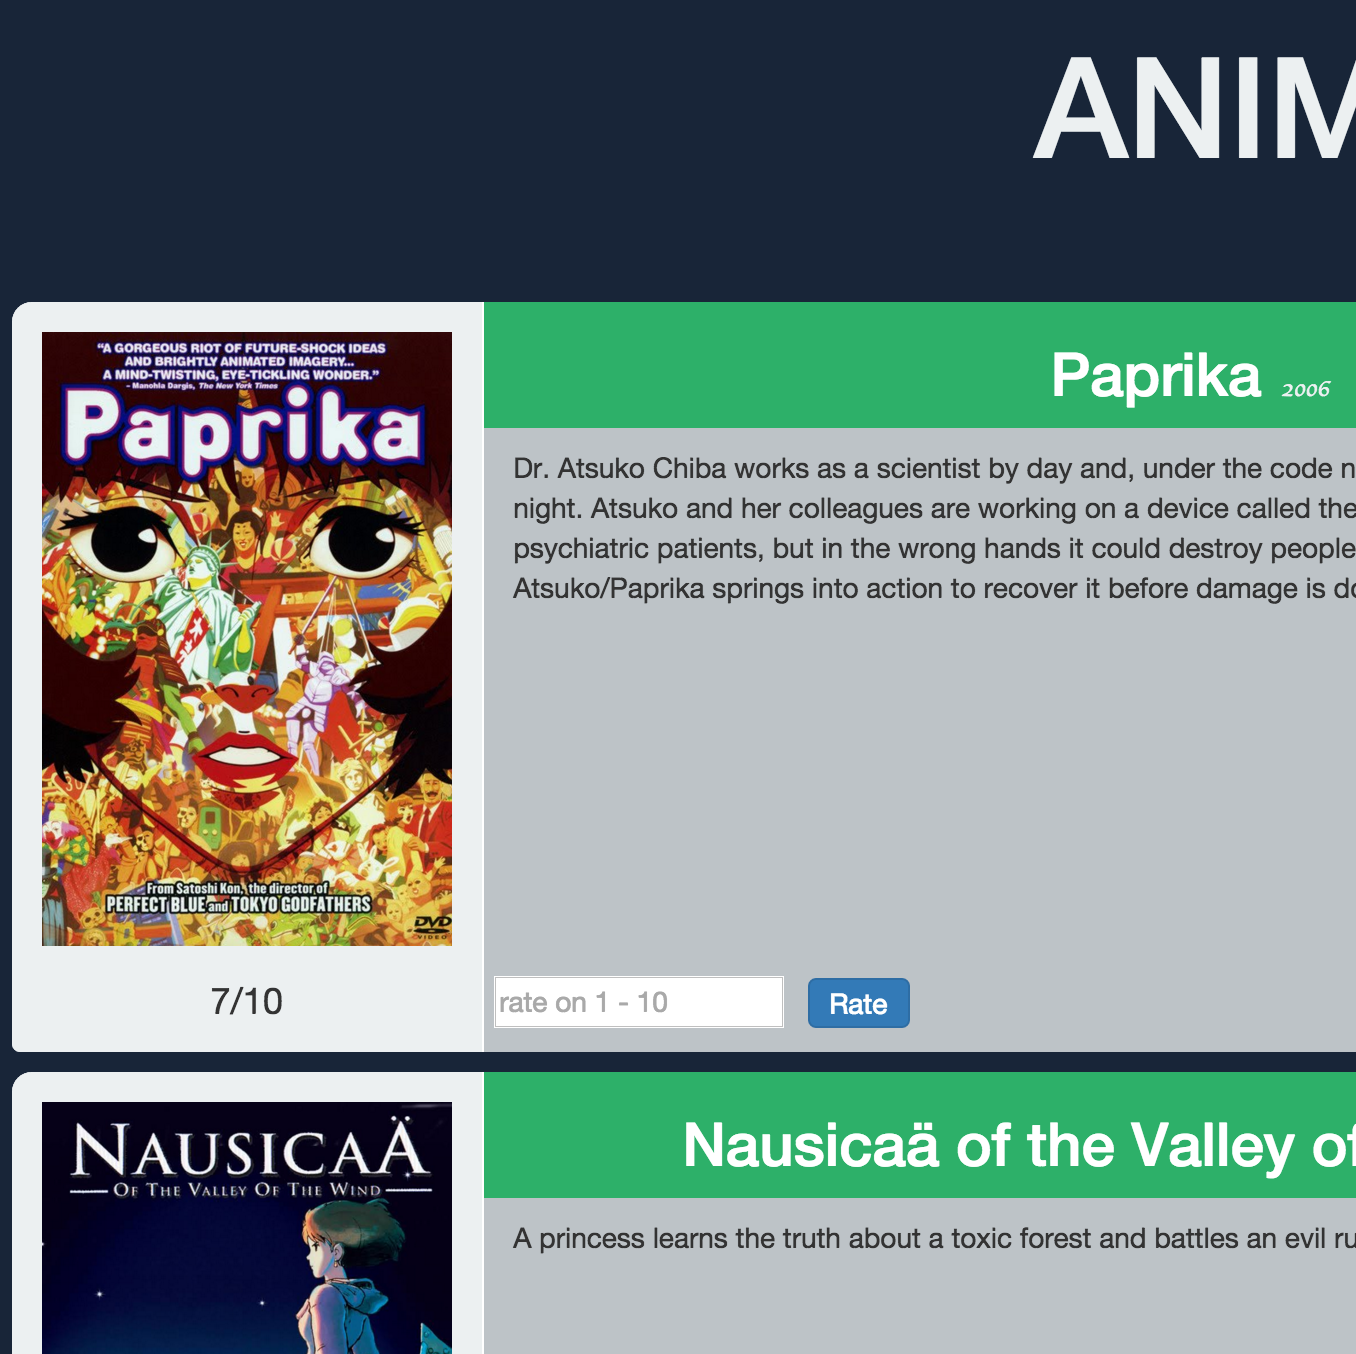 ANIM
"A GORGEOUS RIOT OF FUTURE-SHOCK IDEAS
AND BRIGHTLY ANIMATED IMAGERY...
A MIND-TWISTING, EYE-TICKLING WONDER."
– Manohla Dargis, The New York Times
Paprika
From Satoshi Kon, the director of
PERFECT BLUE and TOKYO GODFATHERS
DVD
VIDEO
7/10
Paprika 2006
Dr. Atsuko Chiba works as a scientist by day and, under the code n
night. Atsuko and her colleagues are working on a device called the
psychiatric patients, but in the wrong hands it could destroy people
Atsuko/Paprika springs into action to recover it before damage is do
rate on 1 - 10
Rate
NAUSICAÄ
OF THE VALLEY OF THE WIND
Nausicaä of the Valley of
A princess learns the truth about a toxic forest and battles an evil ru